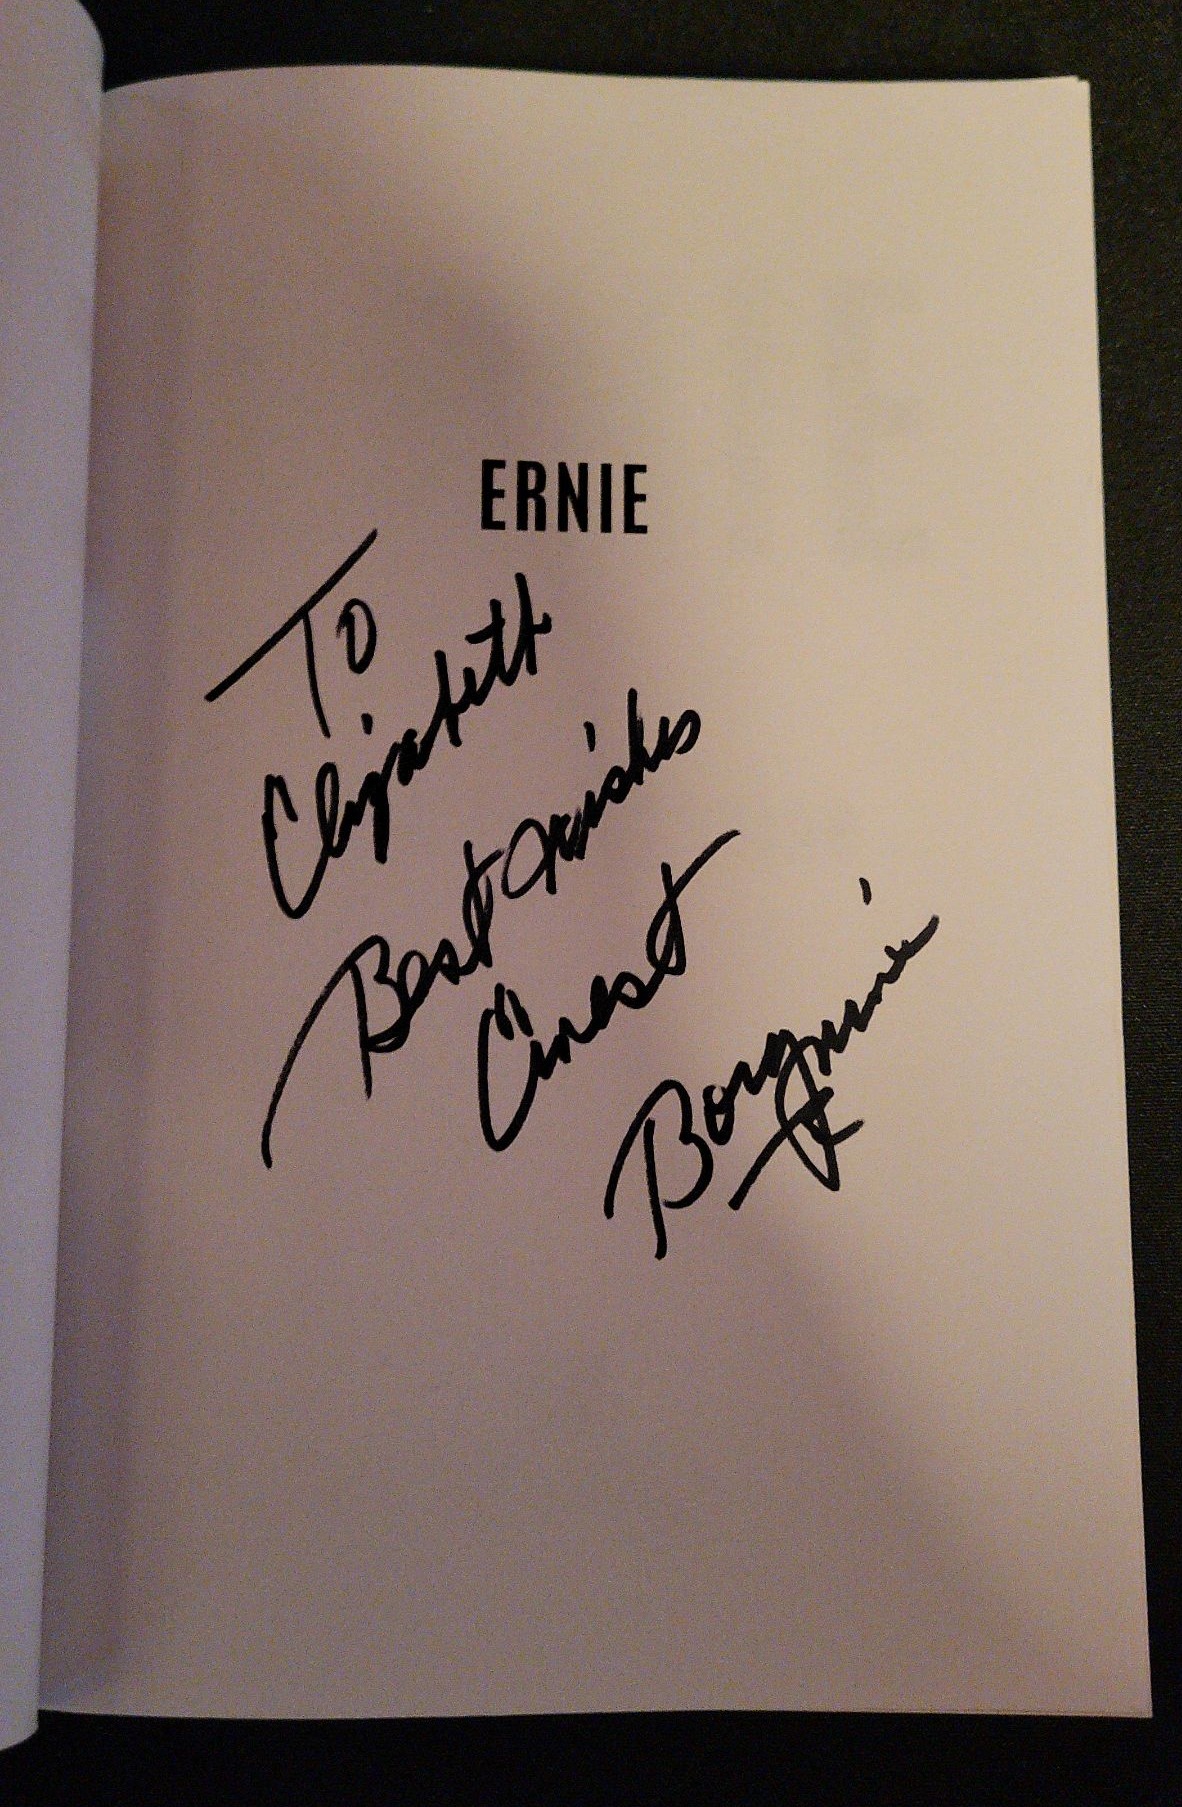 ERNIE
To
Elizabeth
Best Wishes
Ernest
Borgnine